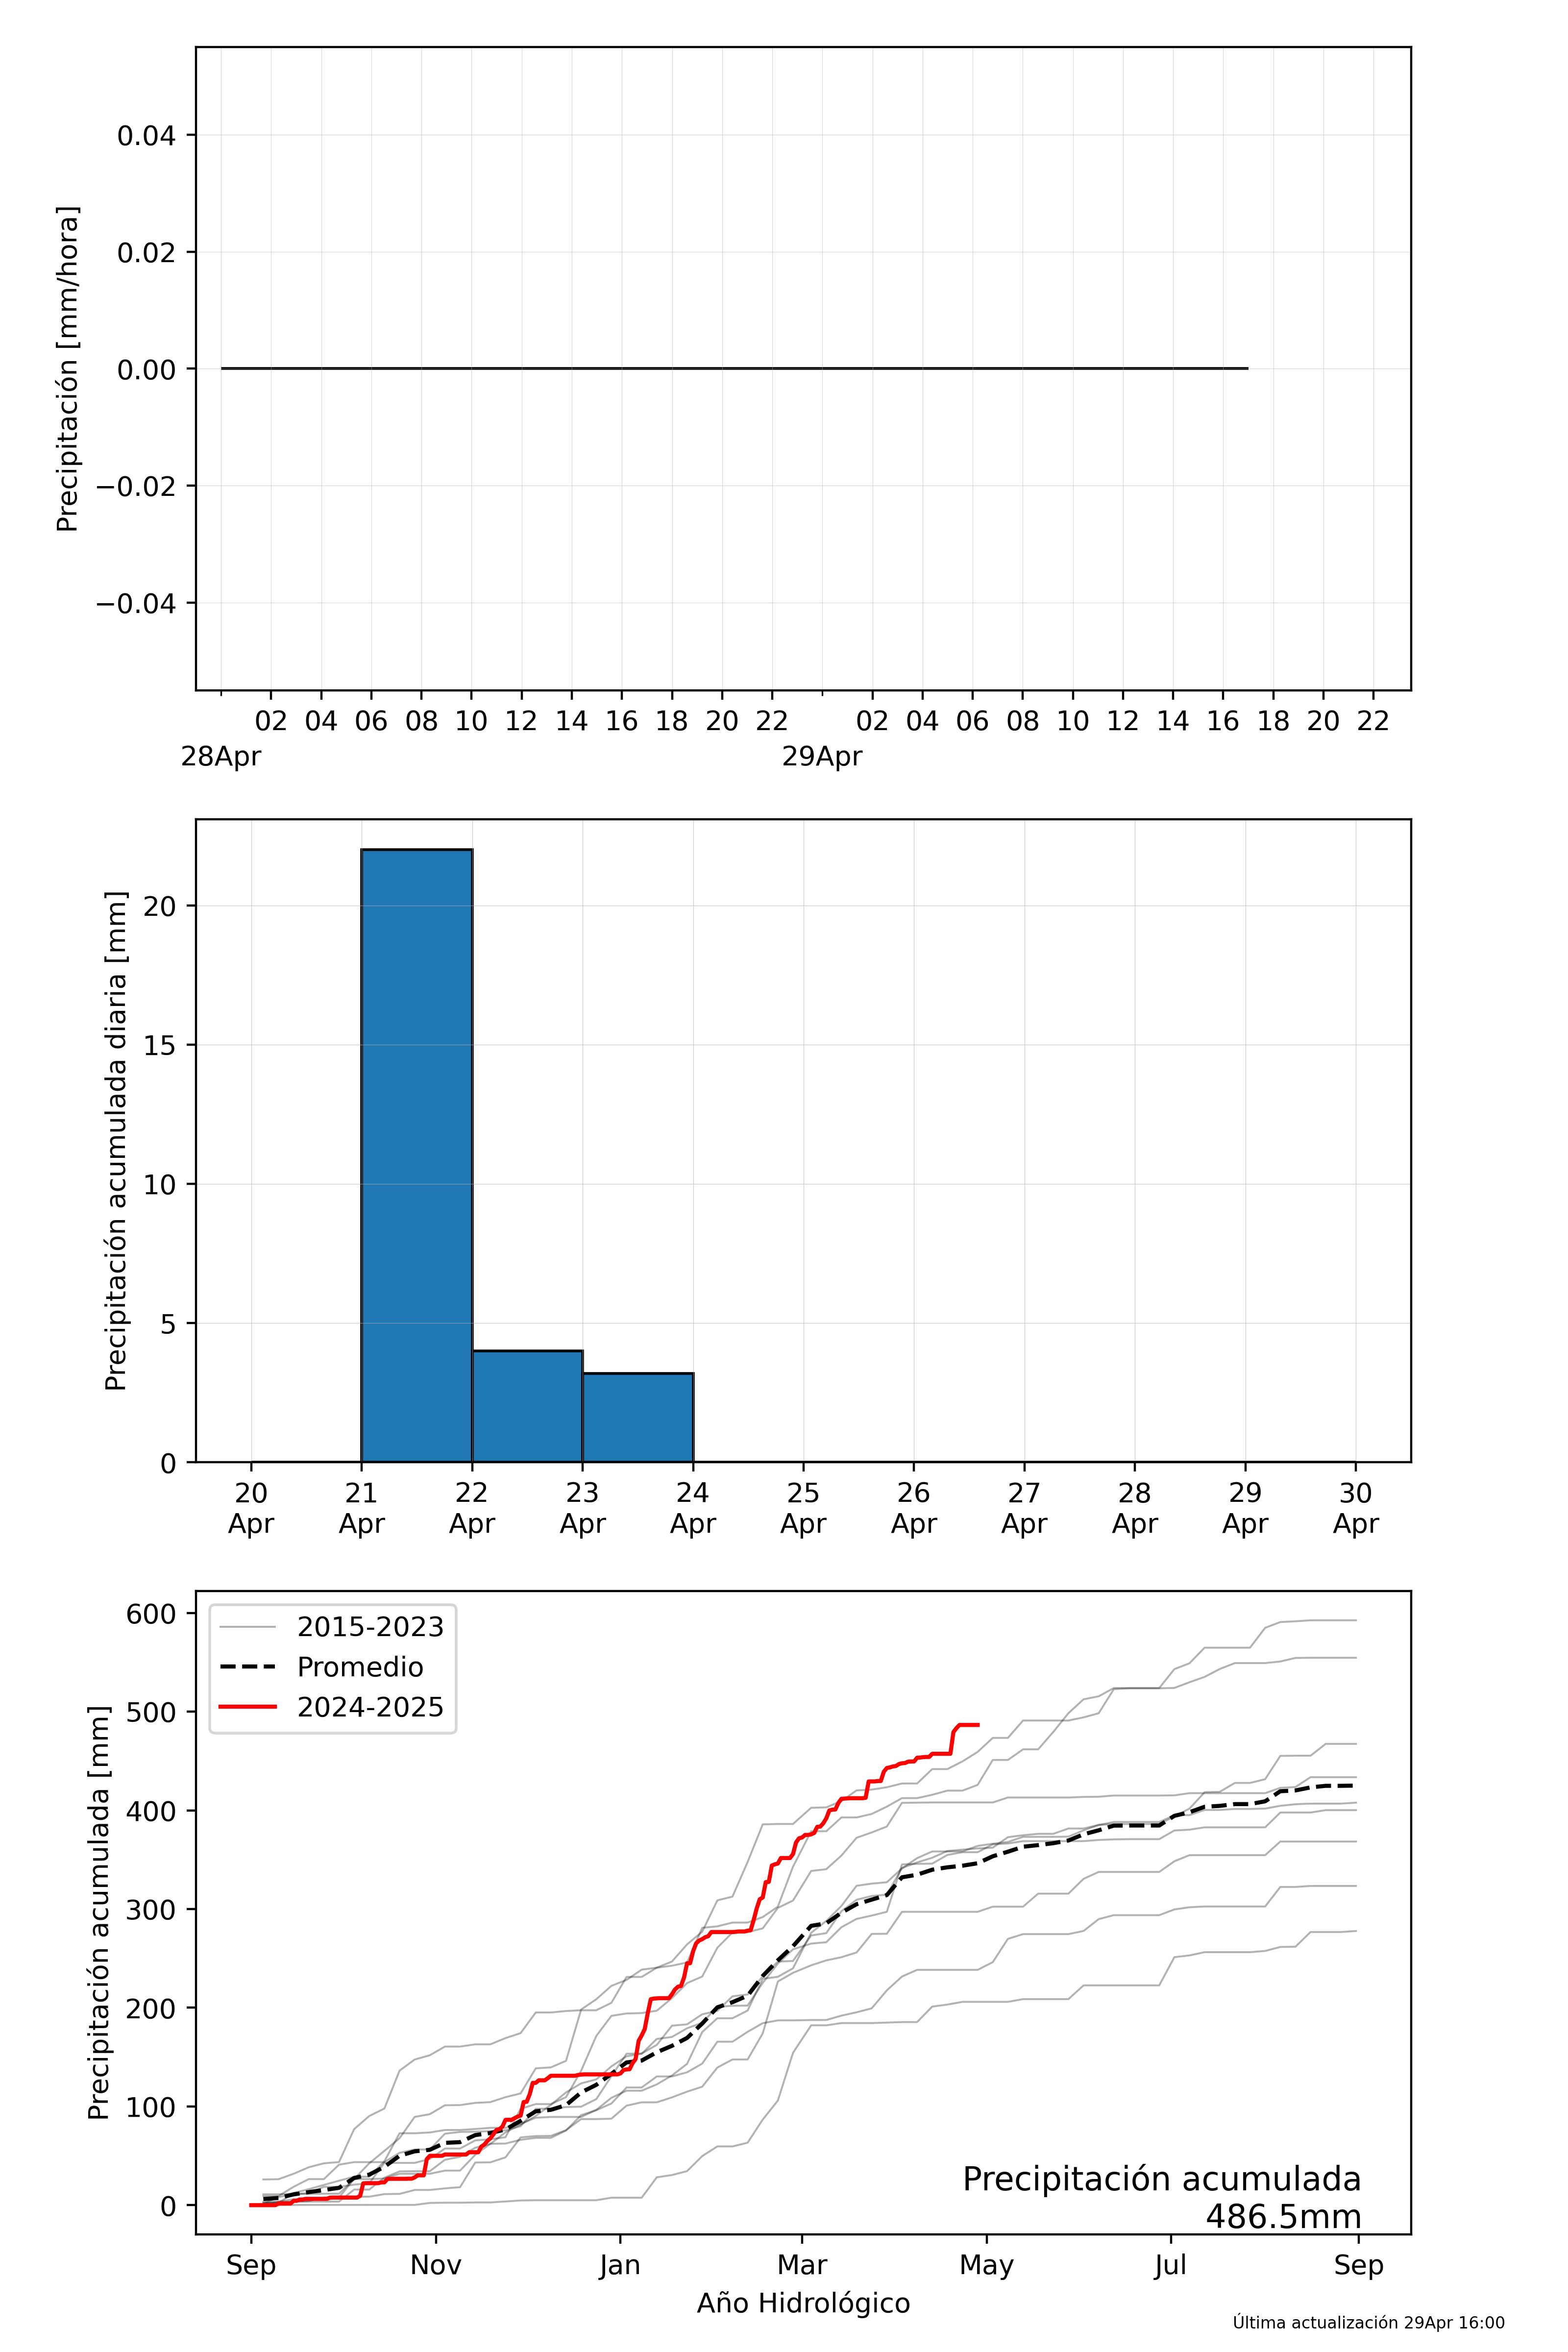 Precipitación [mm/hora]
0.04
0.02
0.00
−0.02
−0.04
02 04 06 08 10 12 14 16 18 20 22 02 04 06 08 10 12 14 16 18 20 22
28Apr 29Apr
Precipitación acumulada diaria [mm]
20
15
10
5
0
20 21 22 23 24 25 26 27 28 29 30
Apr Apr Apr Apr Apr Apr Apr Apr Apr Apr Apr
Precipitación acumulada [mm]
600
500
400
300
200
100
0
2015-2023
Promedio
2024-2025
Precipitación acumulada
486.5mm
Sep Nov Jan Mar May Jul Sep
Año Hidrológico
Última actualización 29Apr 16:00